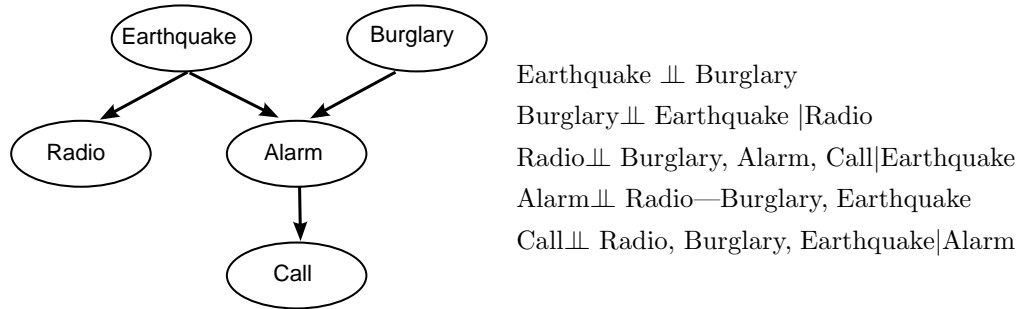 Earthquake
Burglary
Radio
Alarm
Call
Earthquake ⫫ Burglary
Burglary⫫ Earthquake |Radio
Radio⫫ Burglary, Alarm, Call|Earthquake
Alarm⫫ Radio—Burglary, Earthquake
Call⫫ Radio, Burglary, Earthquake|Alarm